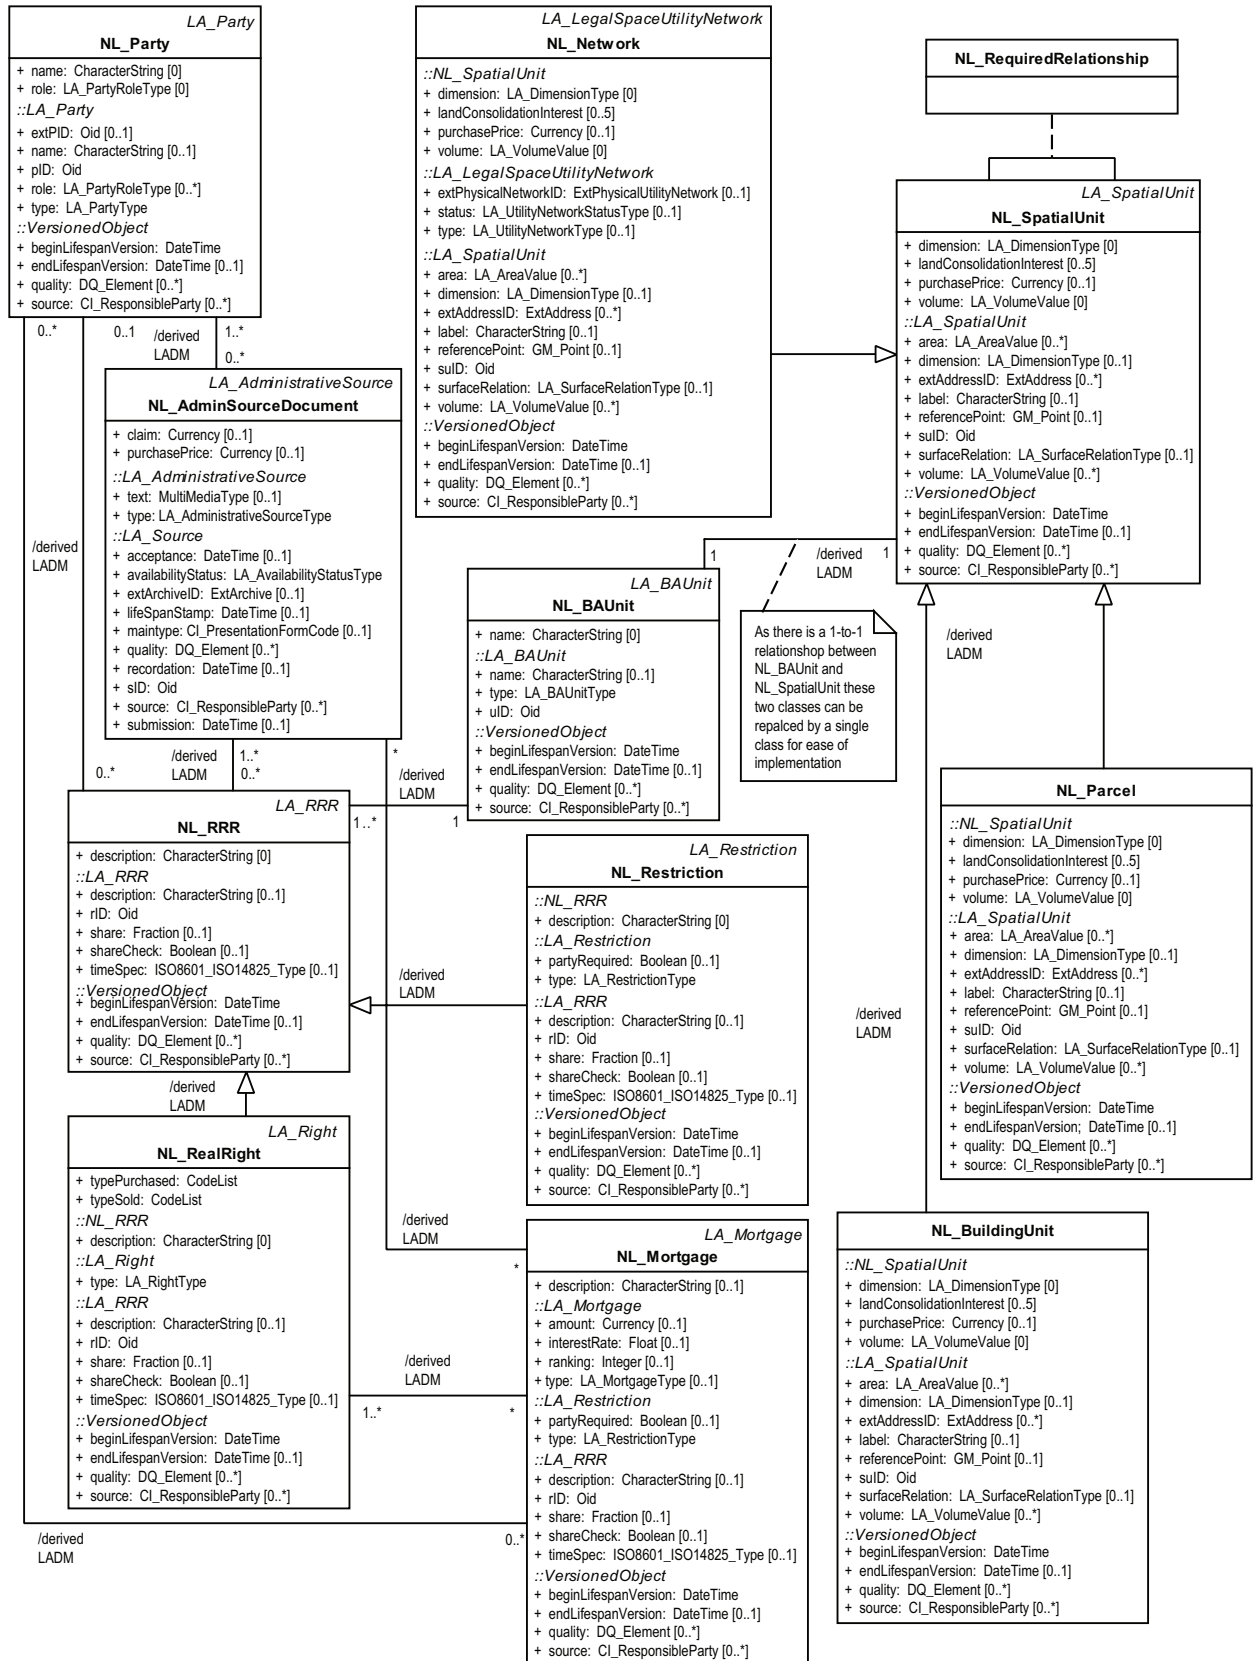 LA_Party
NL_Party
+ name: CharacterString [0]
+ role: LA_PartyRoleType [0]
::LA_Party
+ extPID: Oid [0..1]
+ name: CharacterString [0..1]
+ pID: Oid
+ role: LA_PartyRoleType [0..*]
+ type: LA_PartyType
::VersionedObject
+ beginLifespanVersion: DateTime
+ endLifespanVersion: DateTime [0..1]
+ quality: DQ_Element [0..*]
+ source: CI_ResponsibleParty [0..*]
0..*
0..1
/derived
LADM
1..*
0..*
LA_LegalSpaceUtilityNetwork
NL_Network
::NL_SpatialUnit
+ dimension: LA_DimensionType [0]
+ landConsolidationInterest [0..5]
+ purchasePrice: Currency [0..1]
+ volume: LA_VolumeValue [0]
::LA_LegalSpaceUtilityNetwork
+ extPhysicalNetworkID: ExtPhysicalUtilityNetwork [0..1]
+ status: LA_UtilityNetworkStatusType [0..1]
+ type: LA_UtilityNetworkType [0..1]
::LA_SpatialUnit
+ area: LA_AreaValue [0..*]
+ dimension: LA_DimensionType [0..1]
+ extAddressID: ExtAddress [0..*]
+ label: CharacterString [0..1]
+ referencePoint: GM_Point [0..1]
+ suID: Oid
+ surfaceRelation: LA_SurfaceRelationType [0..1]
+ volume: LA_VolumeValue [0..*]
::VersionedObject
+ beginLifespanVersion: DateTime
+ endLifespanVersion: DateTime [0..1]
+ quality: DQ_Element [0..*]
+ source: CI_ResponsibleParty [0..*]
NL_RequiredRelationship
LA_SpatialUnit
NL_SpatialUnit
+ dimension: LA_DimensionType [0]
+ landConsolidationInterest [0..5]
+ purchasePrice: Currency [0..1]
+ volume: LA_VolumeValue [0]
::LA_SpatialUnit
+ area: LA_AreaValue [0..*]
+ dimension: LA_DimensionType [0..1]
+ extAddressID: ExtAddress [0..*]
+ label: CharacterString [0..1]
+ referencePoint: GM_Point [0..1]
+ suID: Oid
+ surfaceRelation: LA_SurfaceRelationType [0..1]
+ volume: LA_VolumeValue [0..*]
::VersionedObject
+ beginLifespanVersion: DateTime
+ endLifespanVersion: DateTime [0..1]
+ quality: DQ_Element [0..*]
+ source: CI_ResponsibleParty [0..*]
LA_AdministrativeSource
NL_AdminSourceDocument
+ claim: Currency [0..1]
+ purchasePrice: Currency [0..1]
::LA_AdministrativeSource
+ text: MultiMediaType [0..1]
+ type: LA_AdministrativeSourceType
::LA_Source
+ acceptance: DateTime [0..1]
+ availabilityStatus: LA_AvailabilityStatusType
+ extArchiveID: ExtArchive [0..1]
+ lifeSpanStamp: DateTime [0..1]
+ maintype: CI_PresentationFormCode [0..1]
+ quality: DQ_Element [0..*]
+ recordation: DateTime [0..1]
+ sID: Oid
+ source: CI_ResponsibleParty [0..*]
+ submission: DateTime [0..1]
/derived
LADM
1
/derived
LADM
1
LA_BAUnit
NL_BAUnit
+ name: CharacterString [0]
::LA_BAUnit
+ name: CharacterString [0..1]
+ type: LA_BAUnitType
+ uID: Oid
::VersionedObject
+ beginLifespanVersion: DateTime
+ endLifespanVersion: DateTime [0..1]
+ quality: DQ_Element [0..*]
+ source: CI_ResponsibleParty [0..*]
As there is a 1-to-1
relationshop between
NL_BAUnit and
NL_SpatialUnit these
two classes can be
repalced by a single
class for ease of
implementation
/derived
LADM
0..*
/derived
LADM
1..*
0..*
*
/derived
LADM
1..*
1
LA_RRR
NL_RRR
+ description: CharacterString [0]
::LA_RRR
+ description: CharacterString [0..1]
+ rID: Oid
+ share: Fraction [0..1]
+ shareCheck: Boolean [0..1]
+ timeSpec: ISO8601_ISO14825_Type [0..1]
::VersionedObject
+ beginLifespanVersion: DateTime
+ endLifespanVersion: DateTime [0..1]
+ quality: DQ_Element [0..*]
+ source: CI_ResponsibleParty [0..*]
/derived
LADM
LA_Restriction
NL_Restriction
::NL_RRR
+ description: CharacterString [0]
::LA_Restriction
+ partyRequired: Boolean [0..1]
+ type: LA_RestrictionType
::LA_RRR
+ description: CharacterString [0..1]
+ rID: Oid
+ share: Fraction [0..1]
+ shareCheck: Boolean [0..1]
+ timeSpec: ISO8601_ISO14825_Type [0..1]
::VersionedObject
+ beginLifespanVersion: DateTime
+ endLifespanVersion: DateTime [0..1]
+ quality: DQ_Element [0..*]
+ source: CI_ResponsibleParty [0..*]
NL_Parcel
::NL_SpatialUnit
+ dimension: LA_DimensionType [0]
+ landConsolidationInterest [0..5]
+ purchasePrice: Currency [0..1]
+ volume: LA_VolumeValue [0]
::LA_SpatialUnit
+ area: LA_AreaValue [0..*]
+ dimension: LA_DimensionType [0..1]
+ extAddressID: ExtAddress [0..*]
+ label: CharacterString [0..1]
+ referencePoint: GM_Point [0..1]
+ suID: Oid
+ surfaceRelation: LA_SurfaceRelationType [0..1]
+ volume: LA_VolumeValue [0..*]
::VersionedObject
+ beginLifespanVersion: DateTime
+ endLifespanVersion; DateTime [0..1]
+ quality: DQ_Element [0..*]
+ source: CI_ResponsibleParty [0..*]
/derived
LADM
/derived
LADM
LA_Right
NL_RealRight
+ typePurchased: CodeList
+ typeSold: CodeList
::NL_RRR
+ description: CharacterString [0]
::LA_Right
+ type: LA_RightType
::LA_RRR
+ description: CharacterString [0..1]
+ rID: Oid
+ share: Fraction [0..1]
+ shareCheck: Boolean [0..1]
+ timeSpec: ISO8601_ISO14825_Type [0..1]
::VersionedObject
+ beginLifespanVersion: DateTime
+ endLifespanVersion: DateTime [0..1]
+ quality: DQ_Element [0..*]
+ source: CI_ResponsibleParty [0..*]
/derived
LADM
*
/derived
LADM
1..*
*
/derived
LADM
0..*
LA_Mortgage
NL_Mortgage
+ description: CharacterString [0..1]
::LA_Mortgage
+ amount: Currency [0..1]
+ interestRate: Float [0..1]
+ ranking: Integer [0..1]
+type: LA_MortgageType [0..1]
::LA_Restriction
+ partyRequired: Boolean [0..1]
+ type: LA_RestrictionType
::LA_RRR
+ description: CharacterString [0..1]
+ rID: Oid
+ share: Fraction [0..1]
+ shareCheck: Boolean [0..1]
+ timeSpec: ISO8601_ISO14825_Type [0..1]
::VersionedObject
+ beginLifespanVersion: DateTime
+ endLifespanVersion: DateTime [0..1]
+ quality: DQ_Element [0..*]
+ source: CI_ResponsibleParty [0..*]
NL_BuildingUnit
::NL_SpatialUnit
+ dimension: LA_DimensionType [0]
+ landConsolidationInterest [0..5]
+ purchasePrice: Currency [0..1]
+ volume: LA_VolumeValue [0]
::LA_SpatialUnit
+ area: LA_AreaValue [0..*]
+ dimension: LA_DimensionType [0..1]
+ extAddressID: ExtAddress [0..*]
+ label: CharacterString [0..1]
+ referencePoint: GM_Point [0..1]
+ suID: Oid
+ surfaceRelation: LA_SurfaceRelationType [0..1]
+ volume: LA_VolumeValue [0..*]
::VersionedObject
+ beginLifespanVersion: DateTime
+ endLifespanVersion: DateTime [0..1]
+ quality: DQ_Element [0..*]
+ source: CI_ResponsibleParty [0..*]